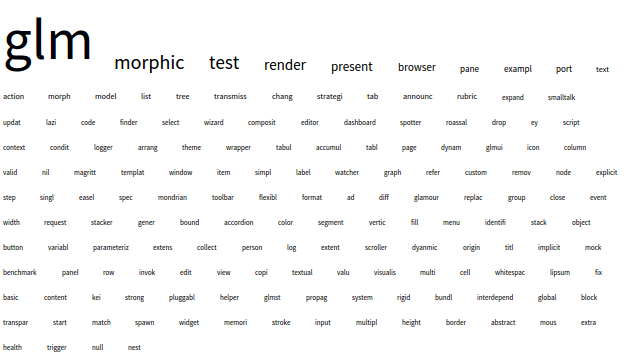 glm morphic test render present browser pane exampl port text
action morph model list tree transmiss chang strategi tab announc rubric expand smalltalk
updat lazi code finder select wizard composit editor dashboard spotter roassal drop ey script
context condit logger arrang theme wrapper tabul accumul tabl page dynam glmui icon column
valid nil magritt templat window item simpl label watcher graph refer custom remov node explicit
step singl easel spec mondrian toolbar flexibl format ad diff glamour replac group close event
width request stacker gener bound accordion color segment vertic fill menu identifi stack object
button variabl parameteriz extens collect person log extent scroller dyanmic origin titl implicit mock
benchmark panel row invok edit view copi textual valu visualis multi cell whitespac lipsum fix
basic content kei strong pluggabl helper glmst propag system rigid bundl interdepend global block
transpar start match spawn widget memori stroke input multipl height border abstract mous extra
health trigger null nest